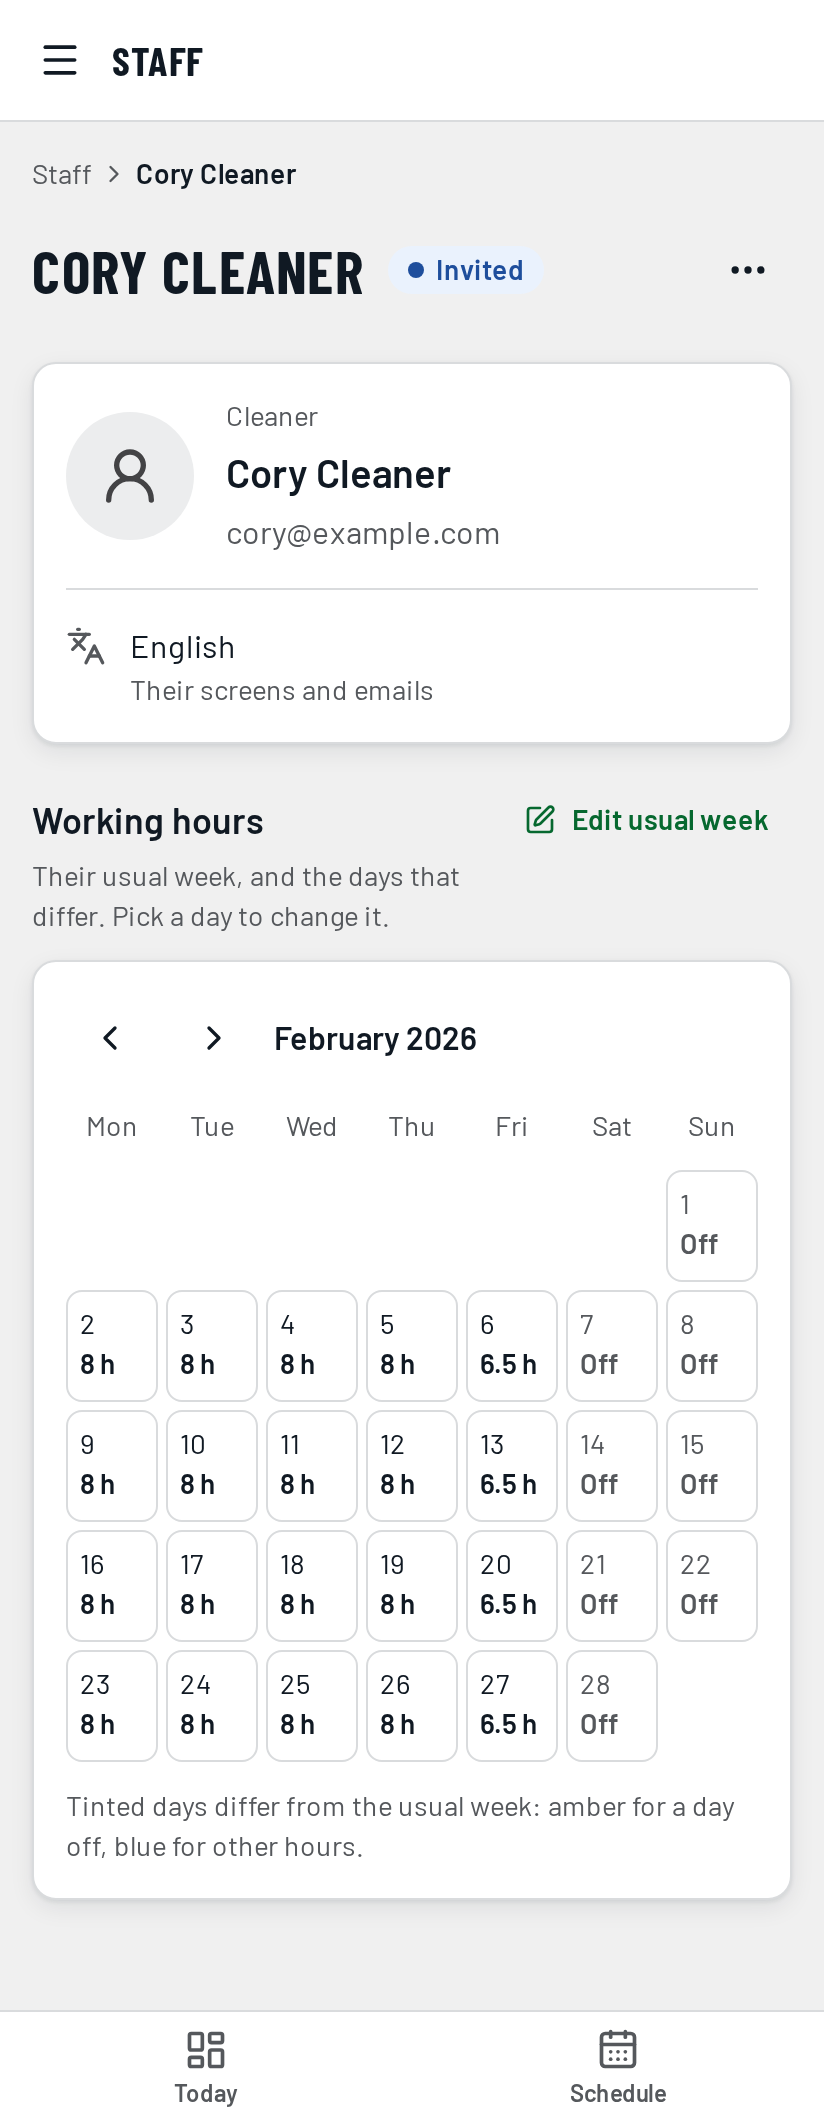 STAFF
Staff > Cory Cleaner
CORY CLEANER
Invited
Cleaner
Cory Cleaner
cory@example.com
English
Their screens and emails
Working hours
Edit usual week
Their usual week, and the days that
differ. Pick a day to change it.
February 2026
Mon Tue Wed Thu Fri Sat Sun
1
Off
2 3 4 5 6 7 8
8 h 8 h 8 h 8 h 6.5 h Off Off
9 10 11 12 13 14 15
8 h 8 h 8 h 8 h 6.5 h Off Off
16 17 18 19 20 21 22
8 h 8 h 8 h 8 h 6.5 h Off Off
23 24 25 26 27 28
8 h 8 h 8 h 8 h 6.5 h Off
Tinted days differ from the usual week: amber for a day
off, blue for other hours.
Today Schedule